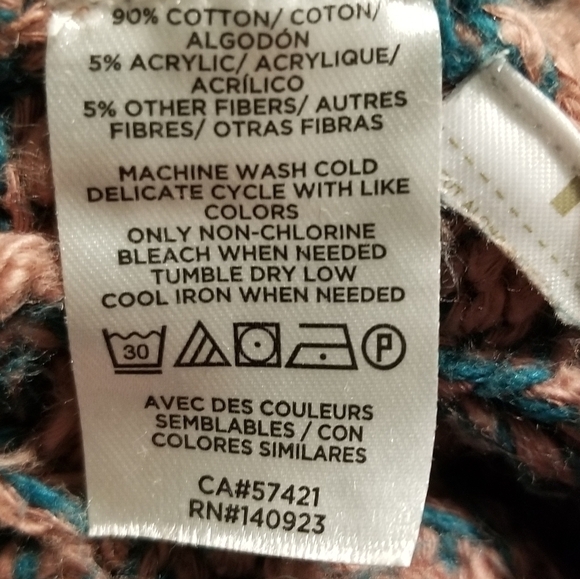 90% COTTON/ COTON/
ALGODÓN
5% ACRYLIC/ ACRYLIQUE/
ACRÍLICO
5% OTHER FIBERS/ AUTRES
FIBRES/ OTRAS FIBRAS
MACHINE WASH COLD
DELICATE CYCLE WITH LIKE
COLORS
ONLY NON-CHLORINE
BLEACH WHEN NEEDED
TUMBLE DRY LOW
COOL IRON WHEN NEEDED
30 P
AVEC DES COULEURS
SEMBLABLES / CON
COLORES SIMILARES
CA#57421
RN#140923